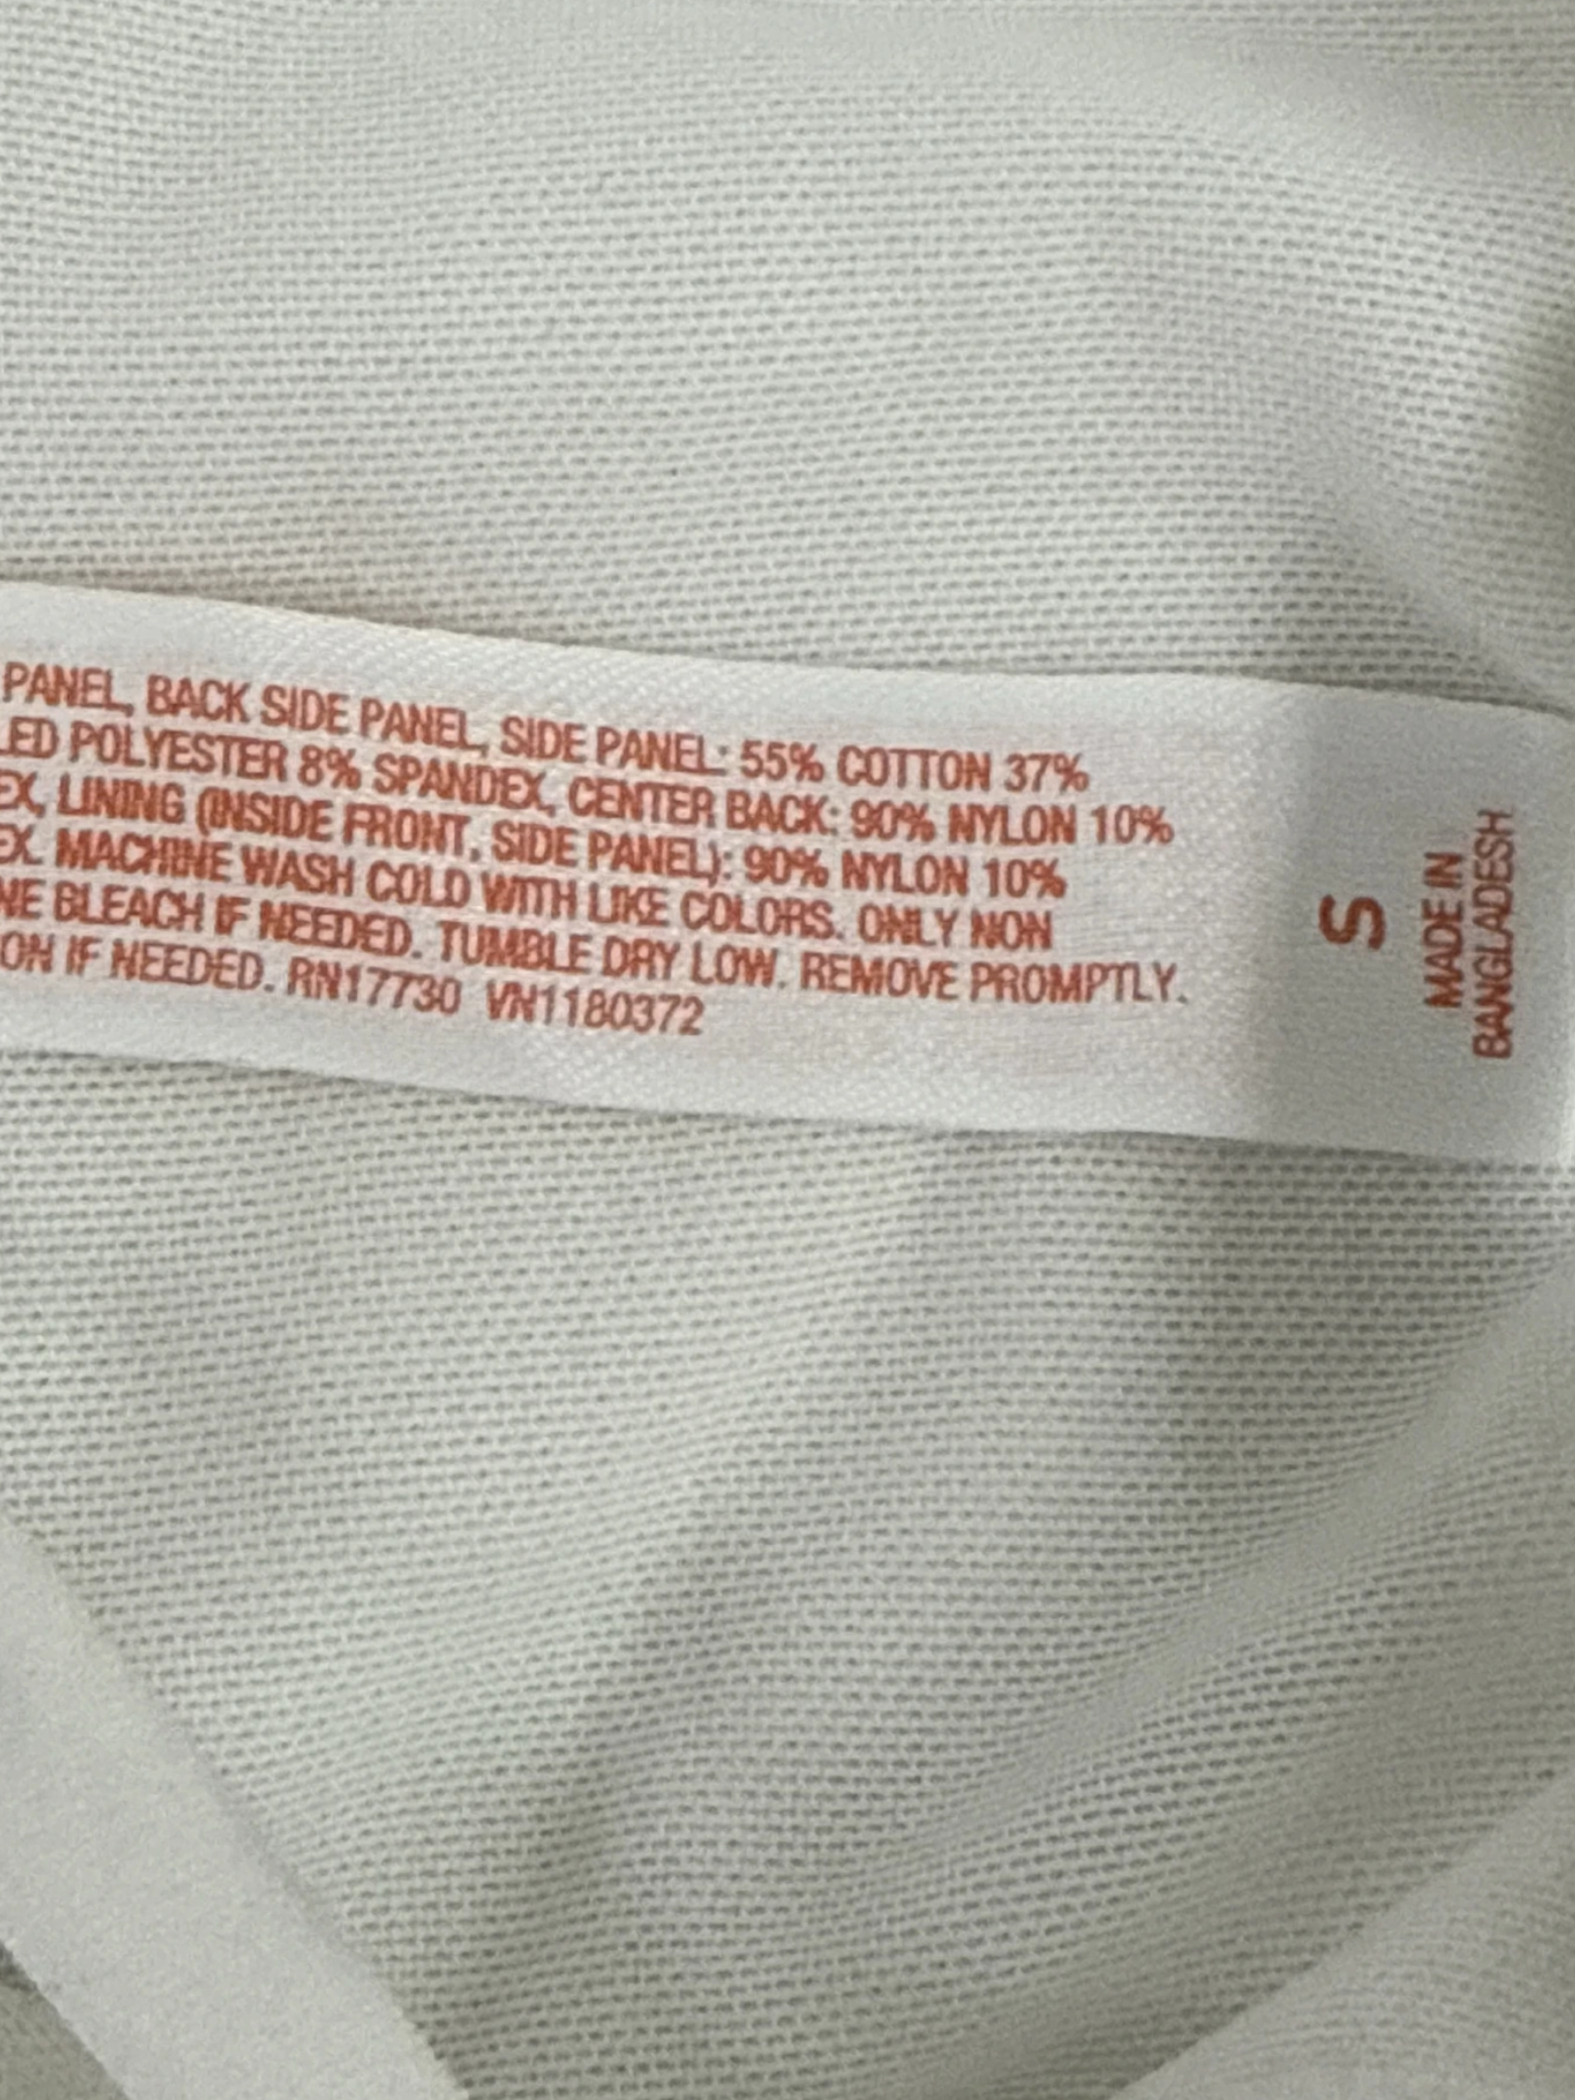 PANEL, BACK SIDE PANEL, SIDE PANEL: 55% COTTON 37%
LED POLYESTER 8% SPANDEX, CENTER BACK: 90% NYLON 10%
EX, LINING (INSIDE FRONT, SIDE PANEL): 90% NYLON 10%
EX. MACHINE WASH COLD WITH LIKE COLORS. ONLY NON
NE BLEACH IF NEEDED. TUMBLE DRY LOW. REMOVE PROMPTLY.
ON IF NEEDED. RN17730 VN1180372
S
MADE IN
BANGLADESH